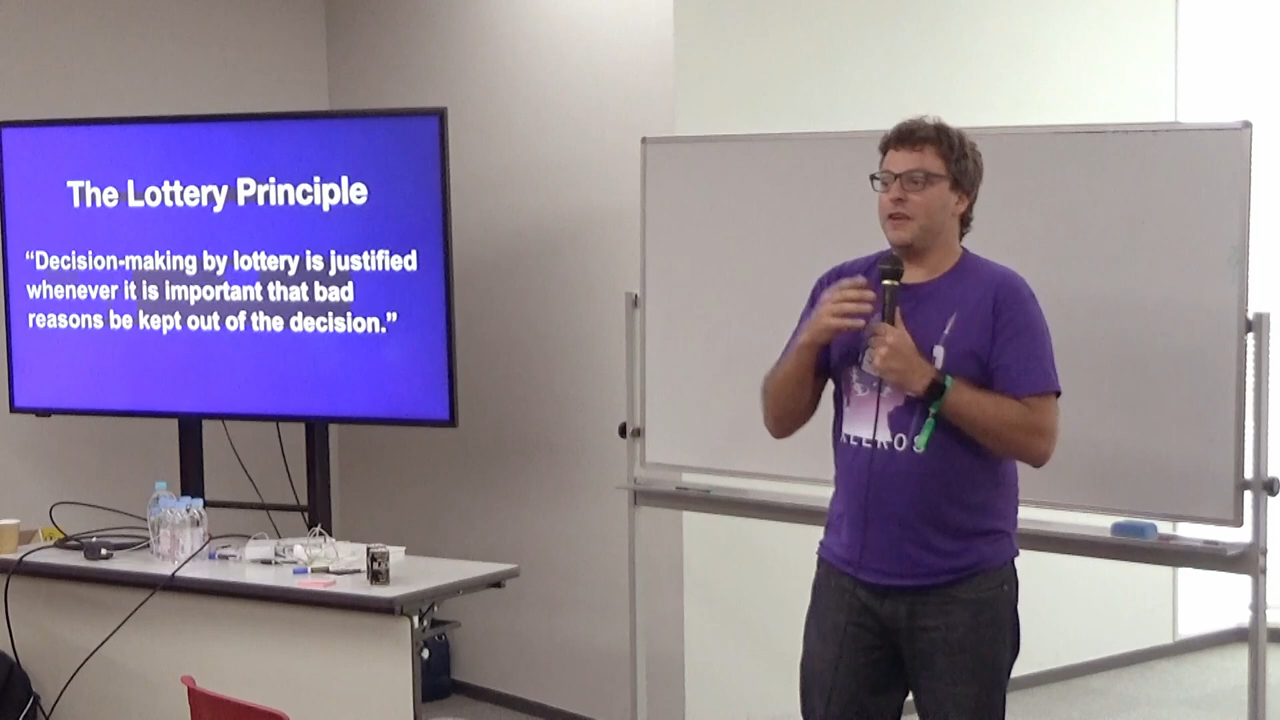 The Lottery Principle
“Decision-making by lottery is justified
whenever it is important that bad
reasons be kept out of the decision.”